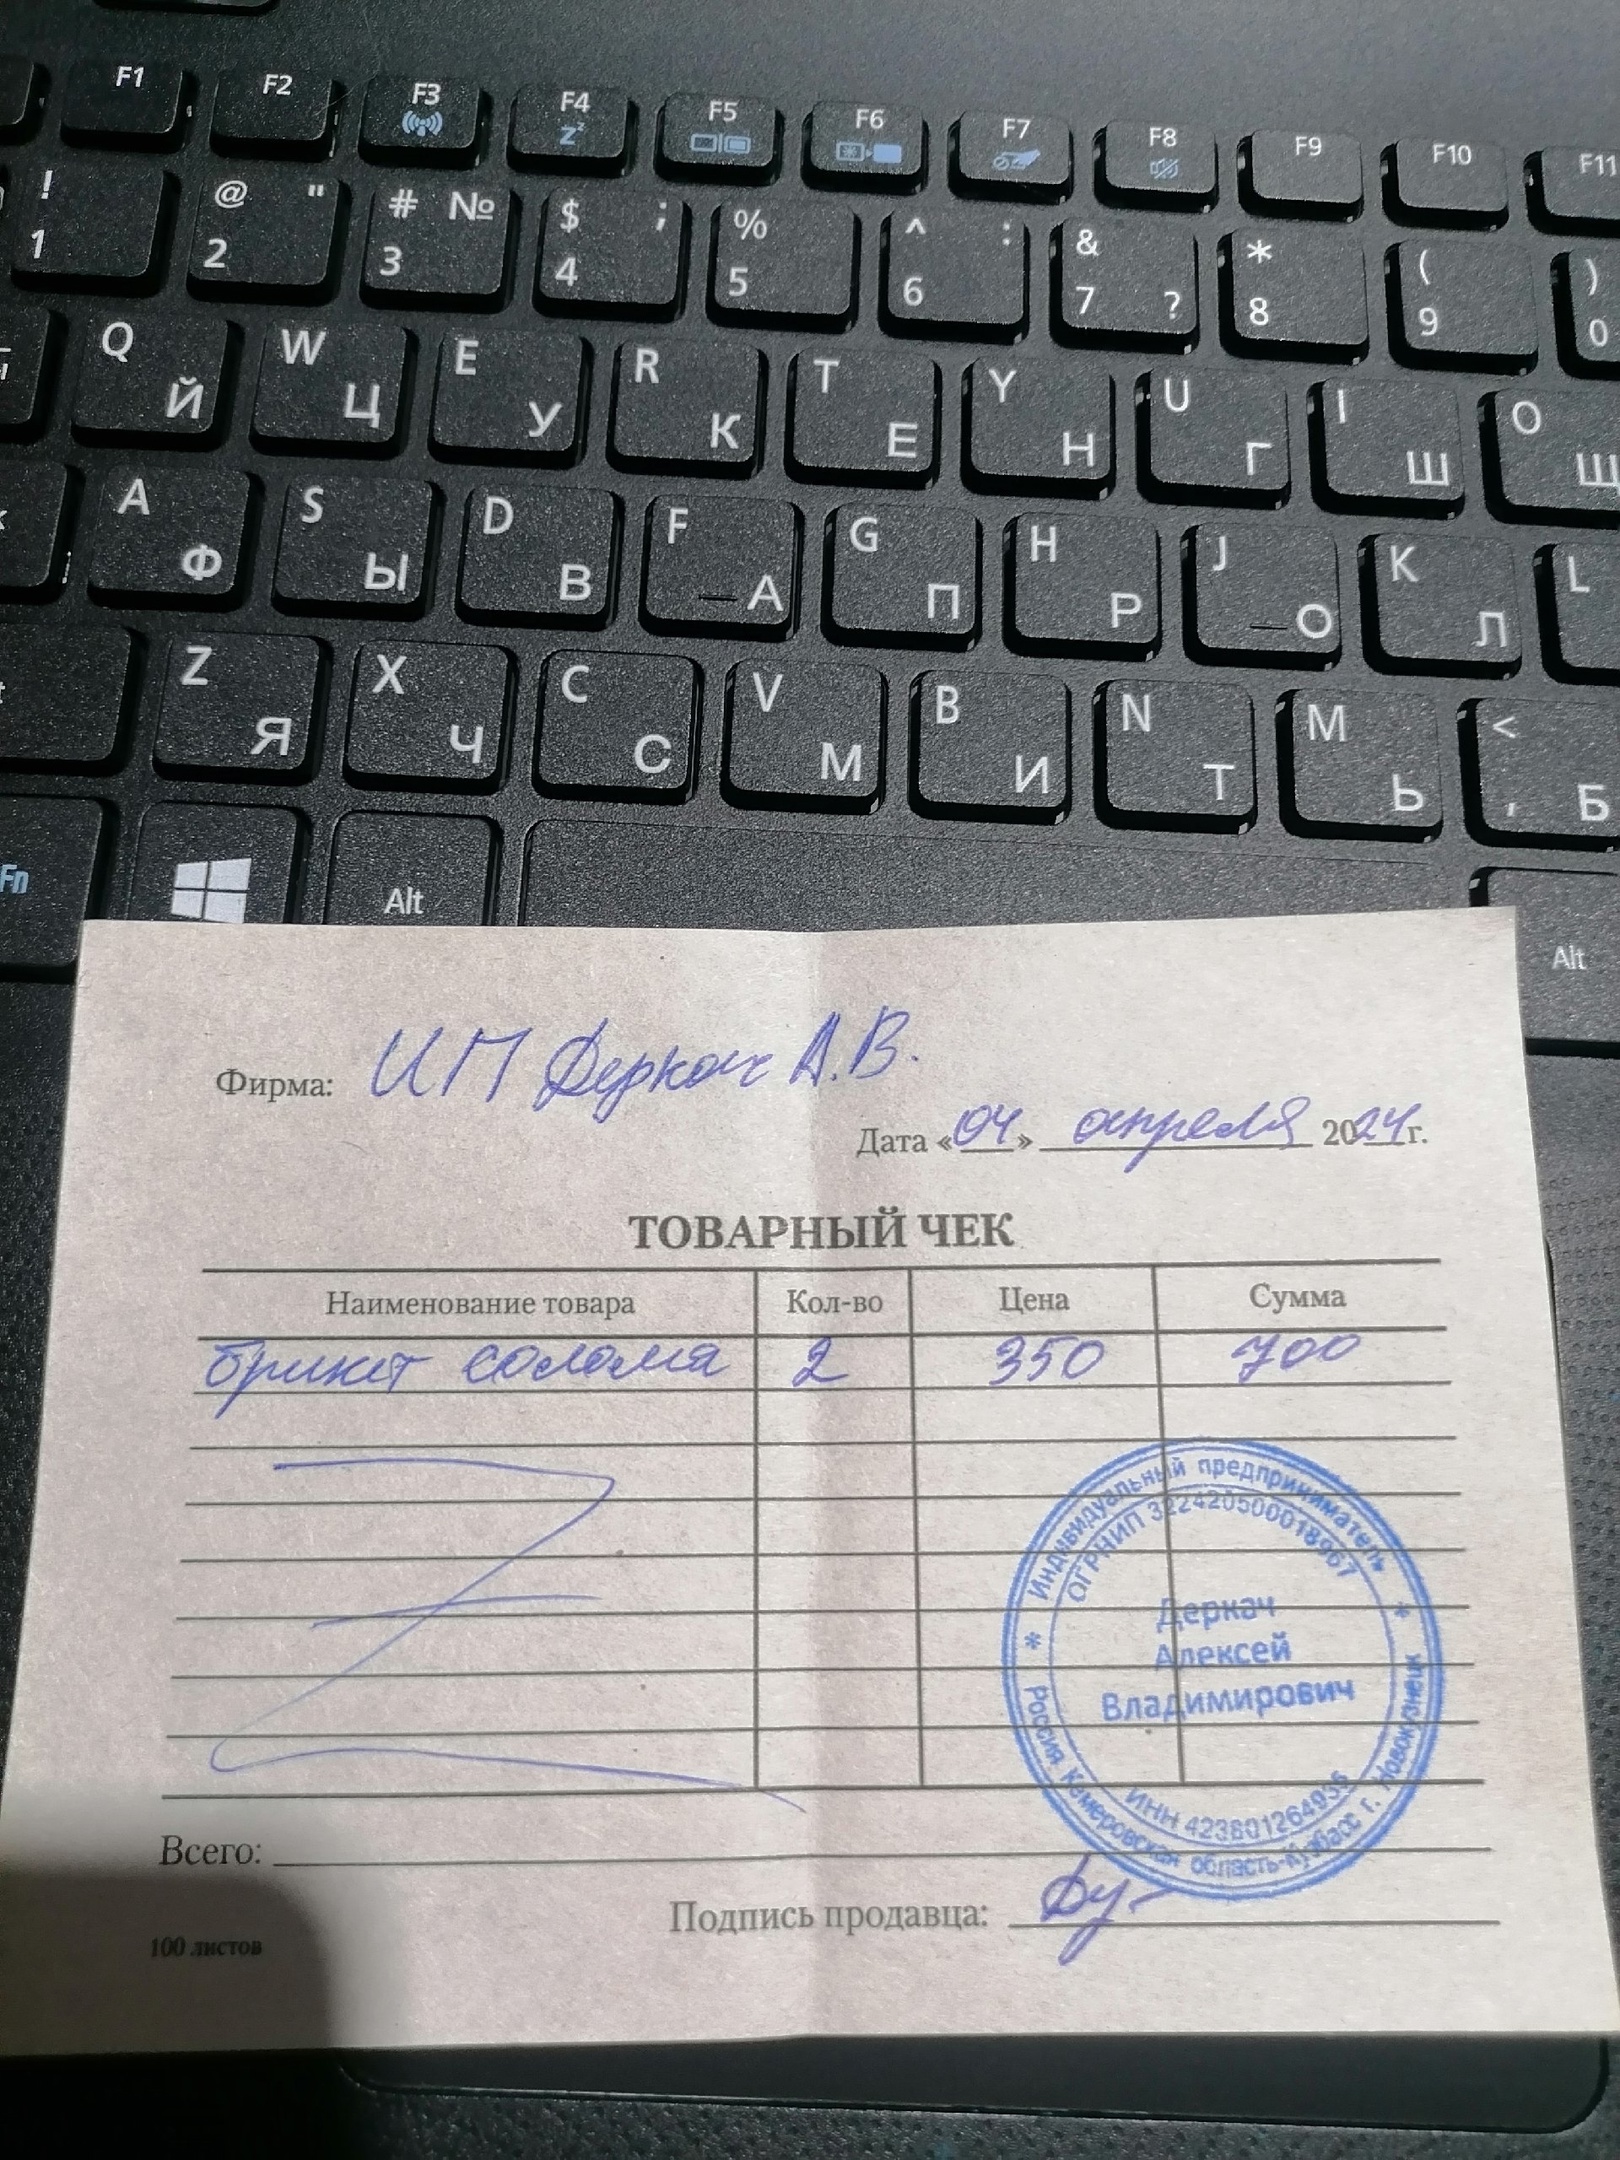 F1 F2 F3 F4 F5 F6 F7 F8 F9 F10 F11
! @ " # № $ ; % ^ : & * ( )
1 2 3 4 5 6 7 ? 8 9 0
Q W E R T Y U I O
Й Ц У К Е Н Г Ш Щ
A S D F G H J K L
Ф Ы В А П Р О Л
Z X C V B N M <
Я Ч С М И Т Ь , Б
Fn Alt Alt
Фирма: ИП Деркач А.В.
Дата «04» апреля 2024 г.
ТОВАРНЫЙ ЧЕК
Наименование товара Кол-во Цена Сумма
брикет солома 2 350 700
Индивидуальный предприниматель
ОГРНИП 322420500018967
Деркач
Алексей
Владимирович
ИНН 423801264935
Россия Кемеровская область-Кузбасс г. Новокузнецк
Всего:
Подпись продавца:
100 листов